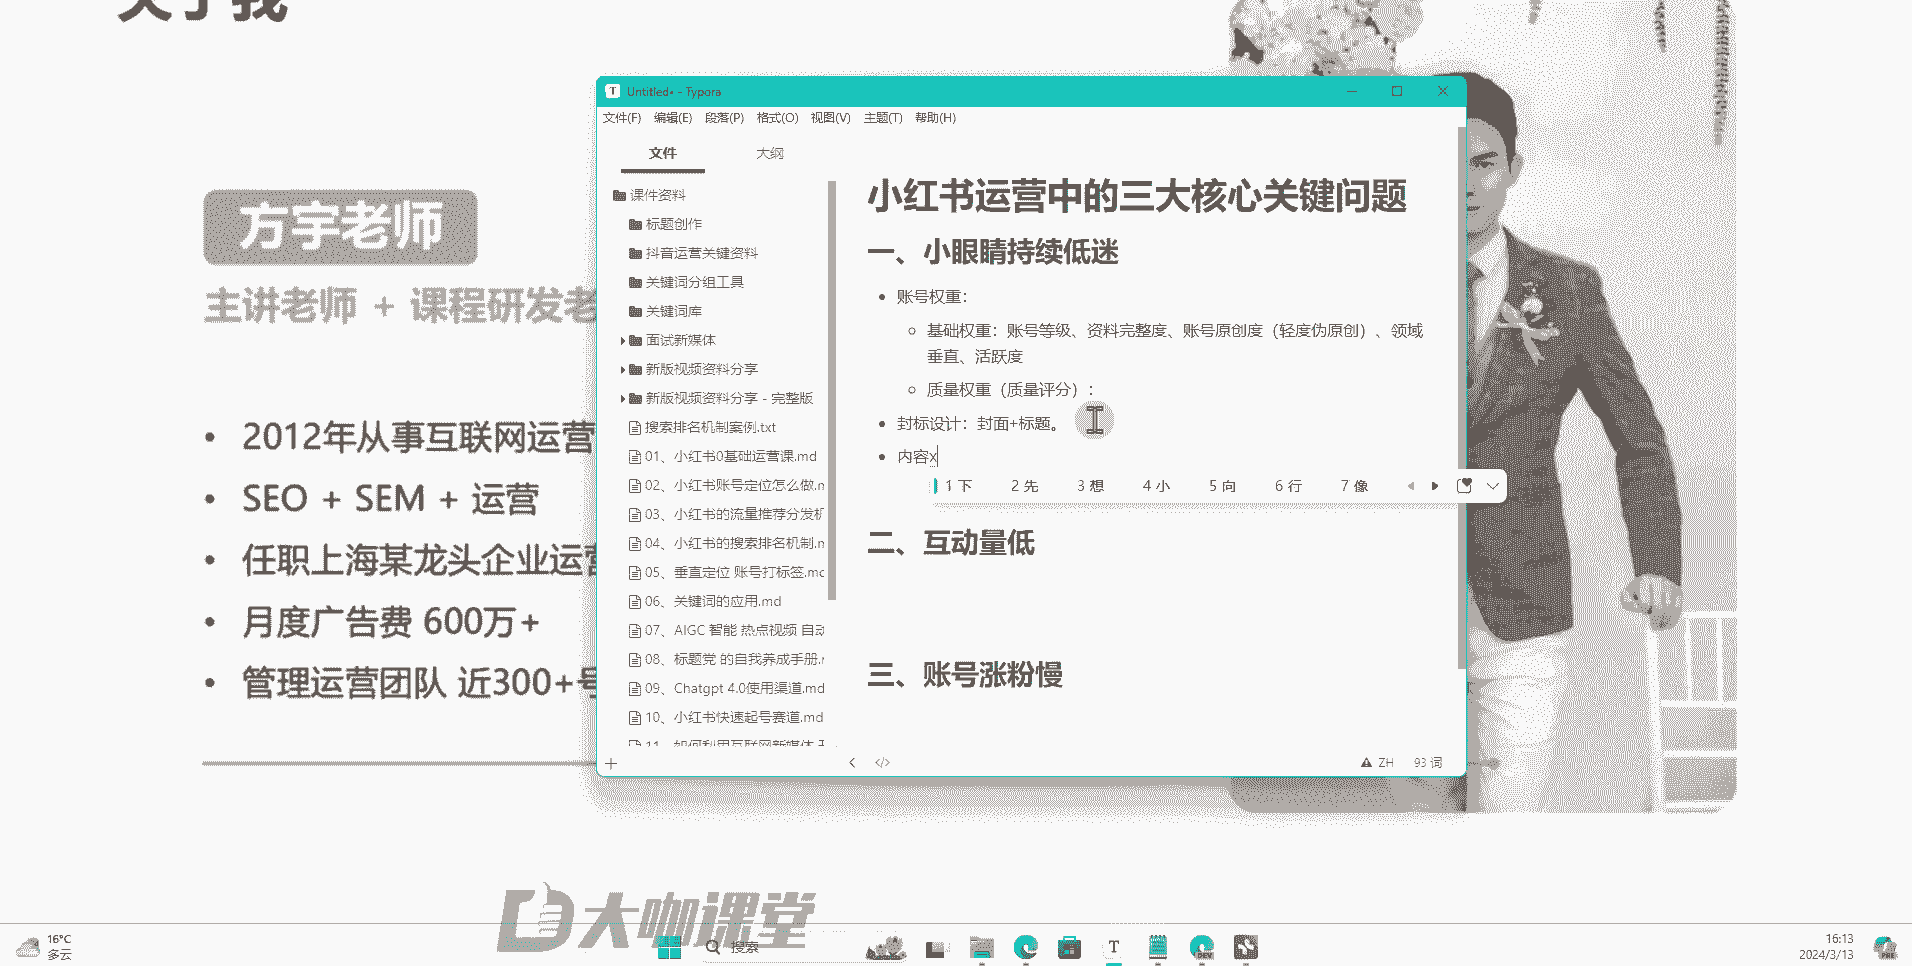 关于我
方宇老师
主讲老师 + 课程研发老
2012年从事互联网运营
SEO + SEM + 运营
任职上海某龙头企业运营
月度广告费 600万+
管理运营团队 近300+号
Untitled• - Typora
文件(F) 编辑(E) 段落(P) 格式(O) 视图(V) 主题(T) 帮助(H)
文件 大纲
课件资料
标题创作
抖音运营关键资料
关键词分组工具
关键词库
面试新媒体
新版视频资料分享
新版视频资料分享 - 完整版
搜索排名机制案例.txt
01、小红书0基础运营课.md
02、小红书账号定位怎么做.m
03、小红书的流量推荐分发机
04、小红书的搜索排名机制.m
05、垂直定位 账号打标签.mc
06、关键词的应用.md
07、AIGC 智能 热点视频 自动
08、标题党 的自我养成手册.r
09、Chatgpt 4.0使用渠道.md
10、小红书快速起号赛道.md
11、如何利用互联网新媒体 开
小红书运营中的三大核心关键问题
一、小眼睛持续低迷
账号权重：
基础权重：账号等级、资料完整度、账号原创度（轻度伪原创）、领域
垂直、活跃度
质量权重（质量评分）：
封标设计：封面+标题。
内容x
1 下 2 先 3 想 4 小 5 向 6 行 7 像
二、互动量低
三、账号涨粉慢
ZH 93 词
大咖课堂
16°C
多云
搜索
16:13
2024/3/13